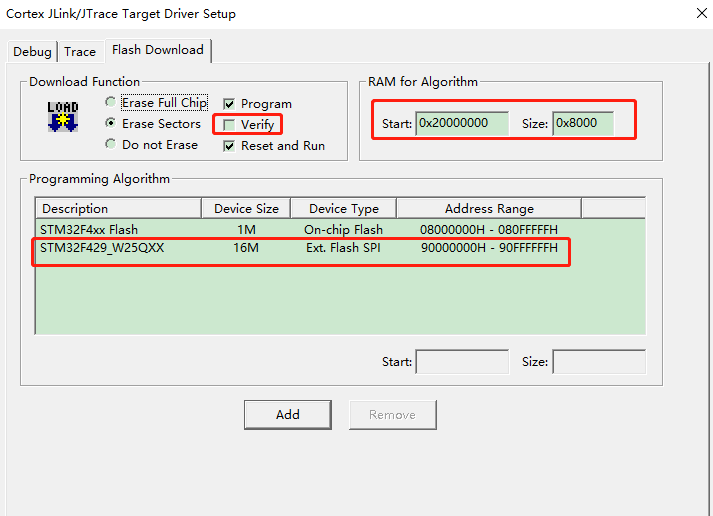 Cortex JLink/JTrace Target Driver Setup
Debug Trace Flash Download
Download Function
LOAD
Erase Full Chip
Erase Sectors
Do not Erase
Program
Verify
Reset and Run
RAM for Algorithm
Start: 0x20000000 Size: 0x8000
Programming Algorithm
Description Device Size Device Type Address Range
STM32F4xx Flash 1M On-chip Flash 08000000H - 080FFFFFH
STM32F429_W25QXX 16M Ext. Flash SPI 90000000H - 90FFFFFFH
Start: Size:
Add Remove